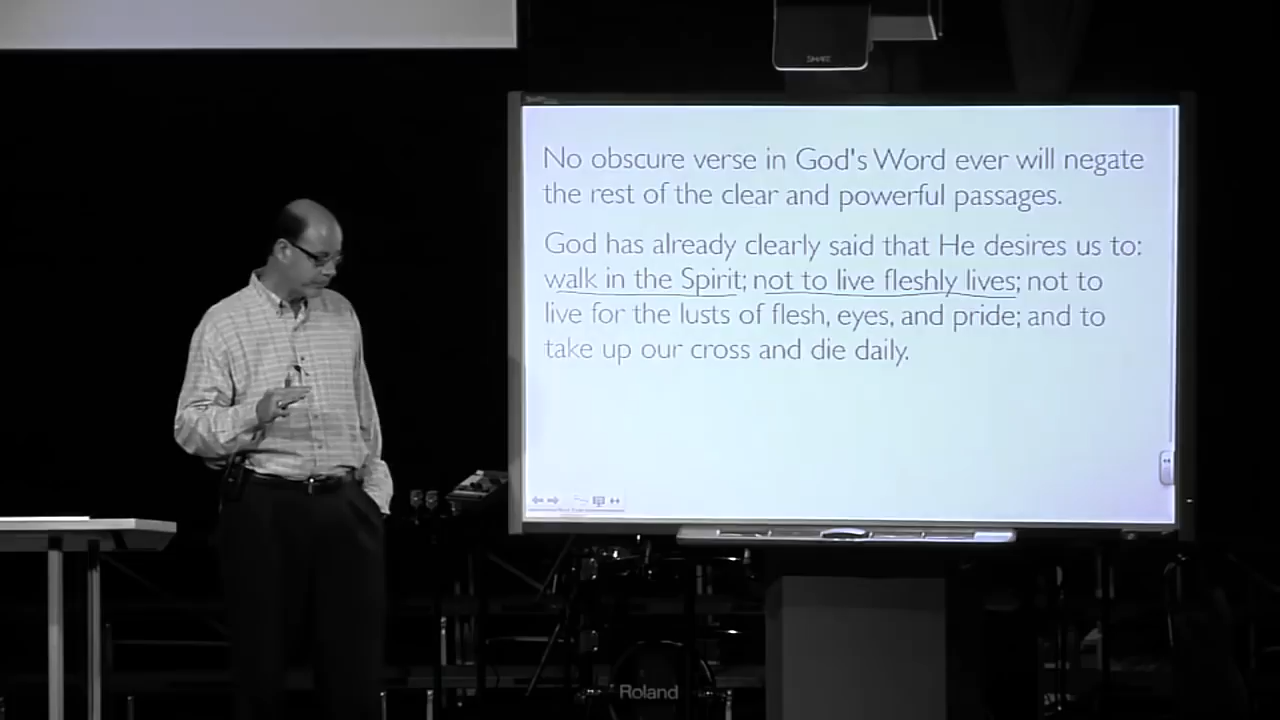 SMART
No obscure verse in God's Word ever will negate
the rest of the clear and powerful passages.
God has already clearly said that He desires us to:
walk in the Spirit; not to live fleshly lives; not to
live for the lusts of flesh, eyes, and pride; and to
take up our cross and die daily.
Roland